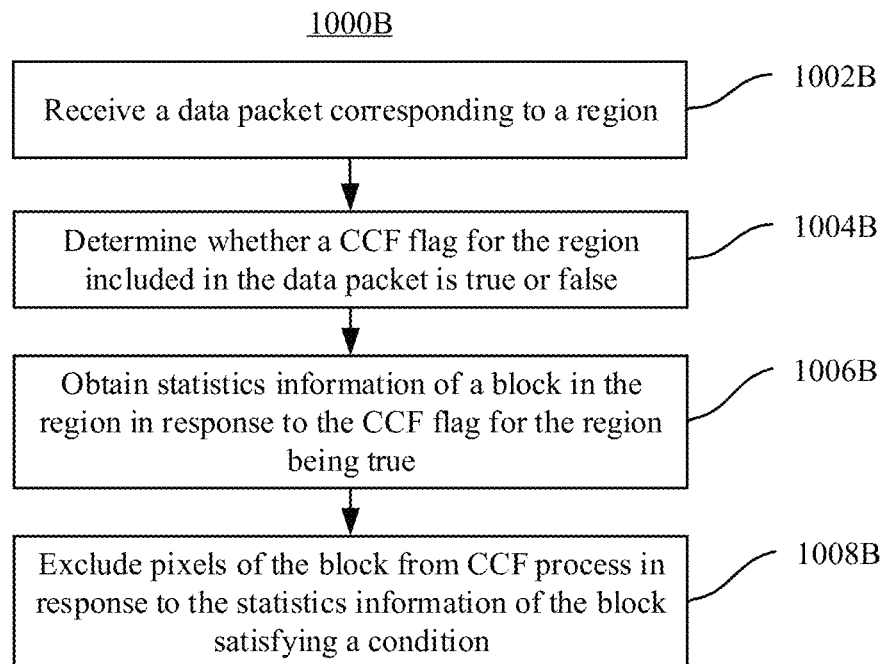 1000B
Receive a data packet corresponding to a region
1002B
Determine whether a CCF flag for the region
included in the data packet is true or false
1004B
Obtain statistics information of a block in the
region in response to the CCF flag for the region
being true
1006B
Exclude pixels of the block from CCF process in
response to the statistics information of the block
satisfying a condition
1008B